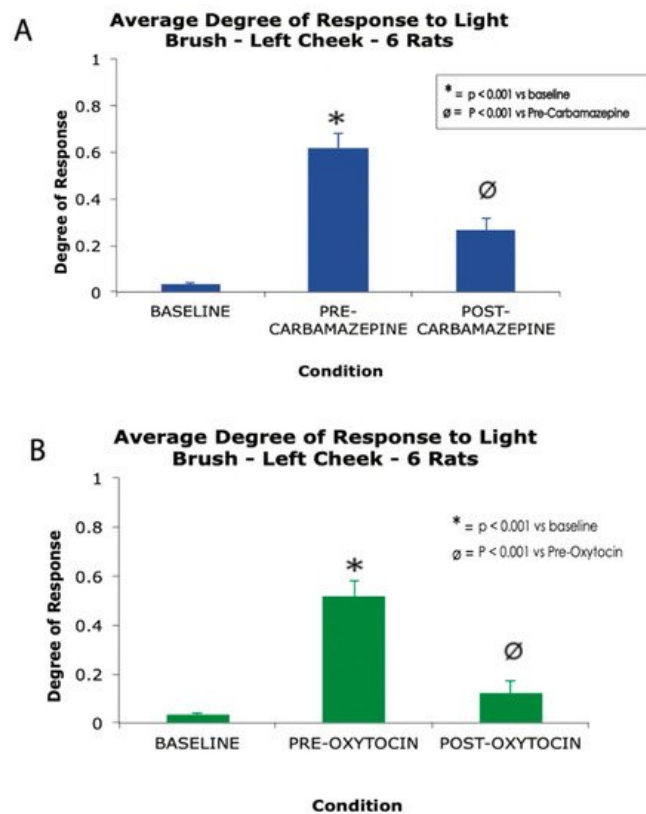 A
Average Degree of Response to Light
Brush - Left Cheek - 6 Rats
* = p < 0.001 vs baseline
ø = P < 0.001 vs Pre-Carbamazepine
Degree of Response
1
0.8
0.6
0.4
0.2
0
*
ø
BASELINE
PRE-
CARBAMAZEPINE
POST-
CARBAMAZEPINE
Condition
B
Average Degree of Response to Light
Brush - Left Cheek - 6 Rats
* = p < 0.001 vs baseline
ø = P < 0.001 vs Pre-Oxytocin
Degree of Response
1
0.8
0.6
0.4
0.2
0
*
ø
BASELINE
PRE-OXYTOCIN
POST-OXYTOCIN
Condition